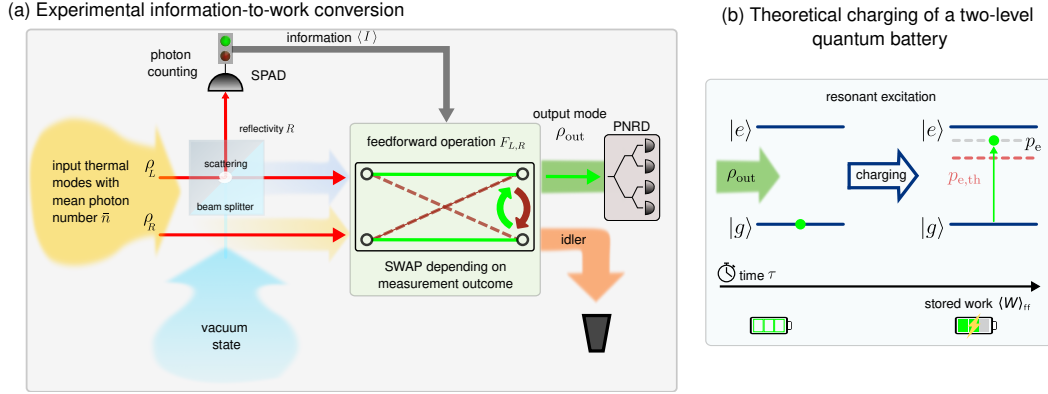 (a) Experimental information-to-work conversion
information ⟨I⟩
photon
counting
SPAD
reflectivity R
input thermal
modes with
mean photon
number n̄
ρL
ρR
scattering
beam splitter
vacuum
state
feedforward operation FL,R
SWAP depending on
measurement outcome
output mode
ρout
PNRD
idler
(b) Theoretical charging of a two-level
quantum battery
resonant excitation
|e⟩
|g⟩
ρout
charging
|e⟩
|g⟩
pe
pe,th
time τ
stored work ⟨W⟩ff